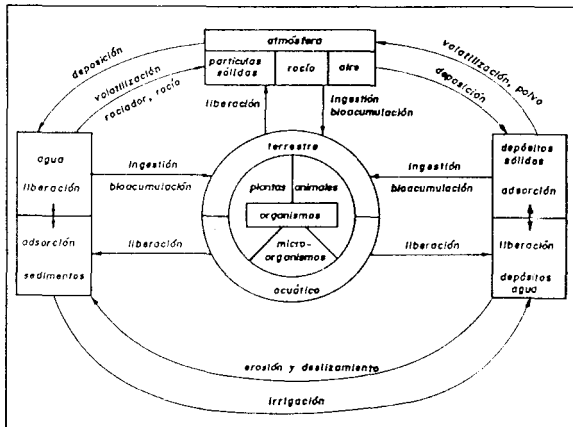 atmósfera
partículas sólidas
rocío
aire
deposición
volatilización
rociador, rocío
volatilización, polvo
deposición
liberación
ingestión
bioacumulación
agua
liberación
adsorción
sedimentos
ingestión
bioacumulación
liberación
terrestre
plantas
animales
organismos
micro-
organismos
acuático
ingestión
bioacumulación
liberación
depósitos
sólidos
adsorción
liberación
depósitos
agua
erosión y deslizamiento
irrigación